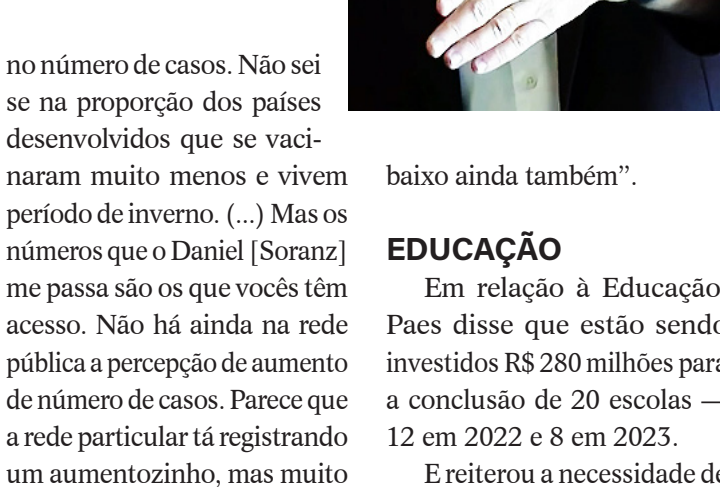 no número de casos. Não sei
se na proporção dos países
desenvolvidos que se vaci-
naram muito menos e vivem
período de inverno. (...) Mas os
números que o Daniel [Soranz]
me passa são os que vocês têm
acesso. Não há ainda na rede
pública a percepção de aumento
de número de casos. Parece que
a rede particular tá registrando
um aumentozinho, mas muito
baixo ainda também”.
EDUCAÇÃO
Em relação à Educação
Paes disse que estão sendo
investidos R$ 280 milhões para
a conclusão de 20 escolas —
12 em 2022 e 8 em 2023.
E reiterou a necessidade de